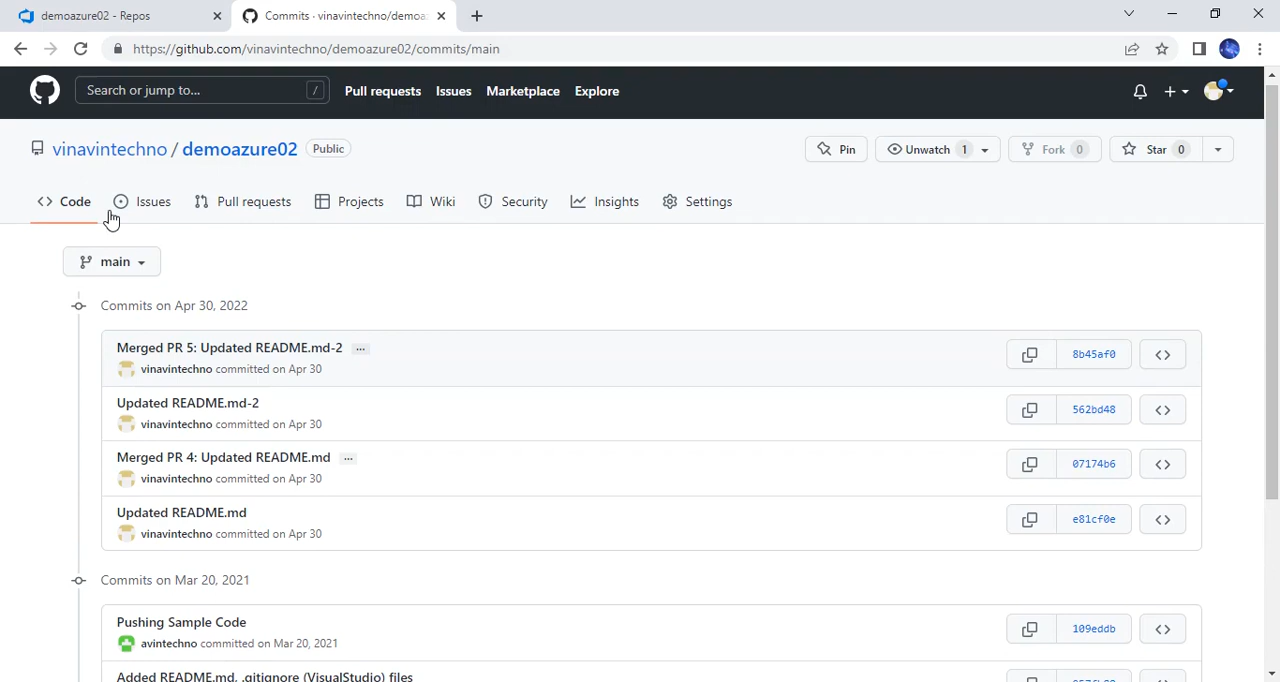 demoazure02 - Repos
Commits · vinavintechno/demoaz
https://github.com/vinavintechno/demoazure02/commits/main
Search or jump to... /
Pull requests Issues Marketplace Explore
vinavintechno / demoazure02 Public
Pin Unwatch 1 Fork 0 Star 0
Code Issues Pull requests Projects Wiki Security Insights Settings
main
Commits on Apr 30, 2022
Merged PR 5: Updated README.md-2 ...
8b45af0
vinavintechno committed on Apr 30
Updated README.md-2
562bd48
vinavintechno committed on Apr 30
Merged PR 4: Updated README.md ...
07174b6
vinavintechno committed on Apr 30
Updated README.md
e81cf0e
vinavintechno committed on Apr 30
Commits on Mar 20, 2021
Pushing Sample Code
109eddb
avintechno committed on Mar 20, 2021
Added README.md, .gitignore (VisualStudio) files